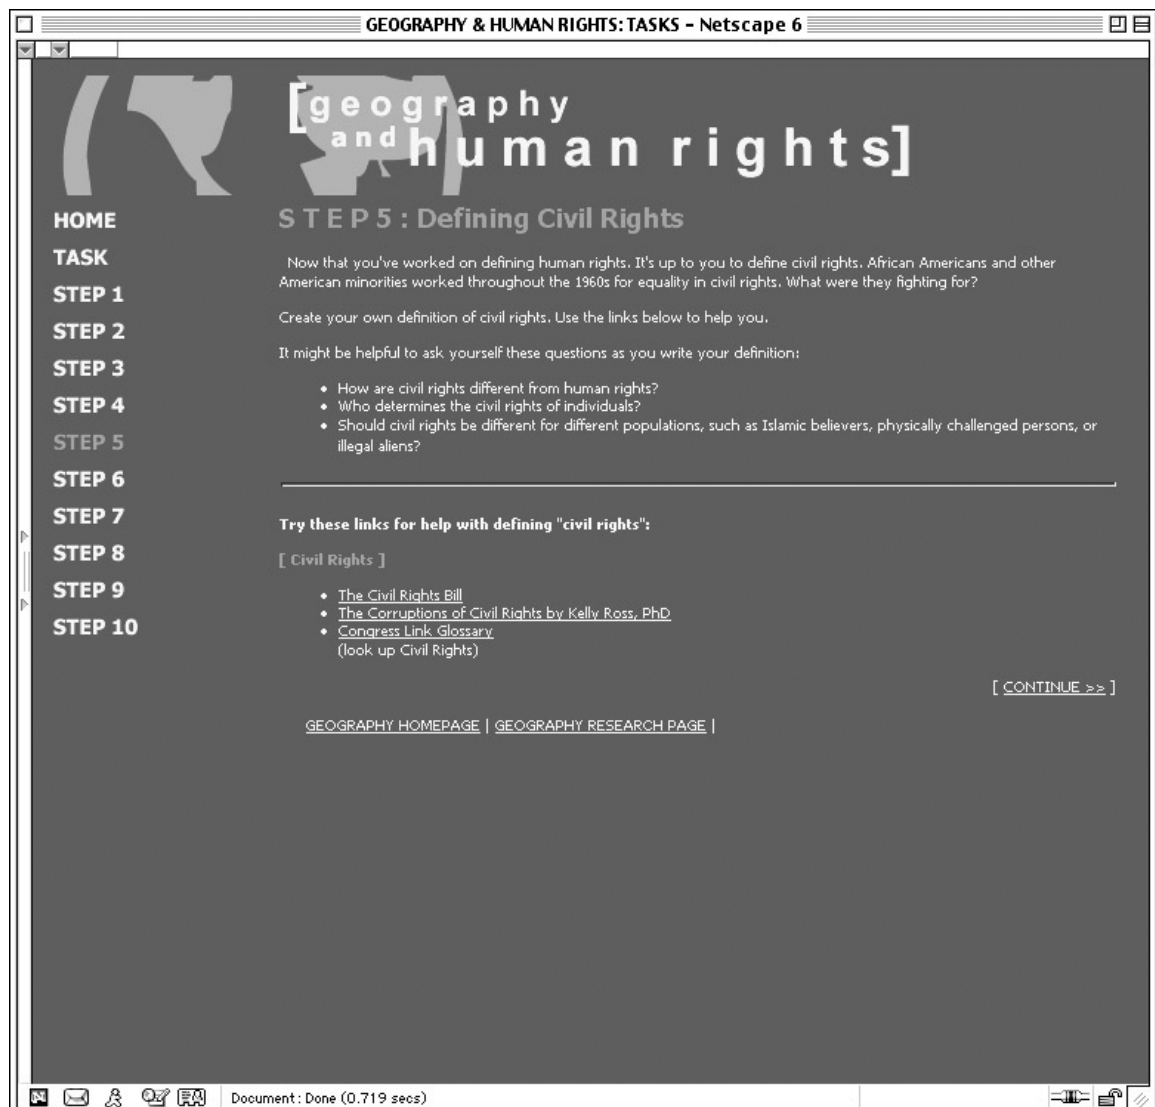 GEOGRAPHY & HUMAN RIGHTS: TASKS - Netscape 6
[geography
and human rights]
HOME
TASK
STEP 1
STEP 2
STEP 3
STEP 4
STEP 5
STEP 6
STEP 7
STEP 8
STEP 9
STEP 10
STEP 5 : Defining Civil Rights
Now that you've worked on defining human rights. It's up to you to define civil rights. African Americans and other
American minorities worked throughout the 1960s for equality in civil rights. What were they fighting for?
Create your own definition of civil rights. Use the links below to help you.
It might be helpful to ask yourself these questions as you write your definition:
• How are civil rights different from human rights?
• Who determines the civil rights of individuals?
• Should civil rights be different for different populations, such as Islamic believers, physically challenged persons, or
illegal aliens?
Try these links for help with defining "civil rights":
[ Civil Rights ]
• The Civil Rights Bill
• The Corruptions of Civil Rights by Kelly Ross, PhD
• Congress Link Glossary
(look up Civil Rights)
[ CONTINUE >> ]
GEOGRAPHY HOMEPAGE | GEOGRAPHY RESEARCH PAGE |
Document: Done (0.719 secs)